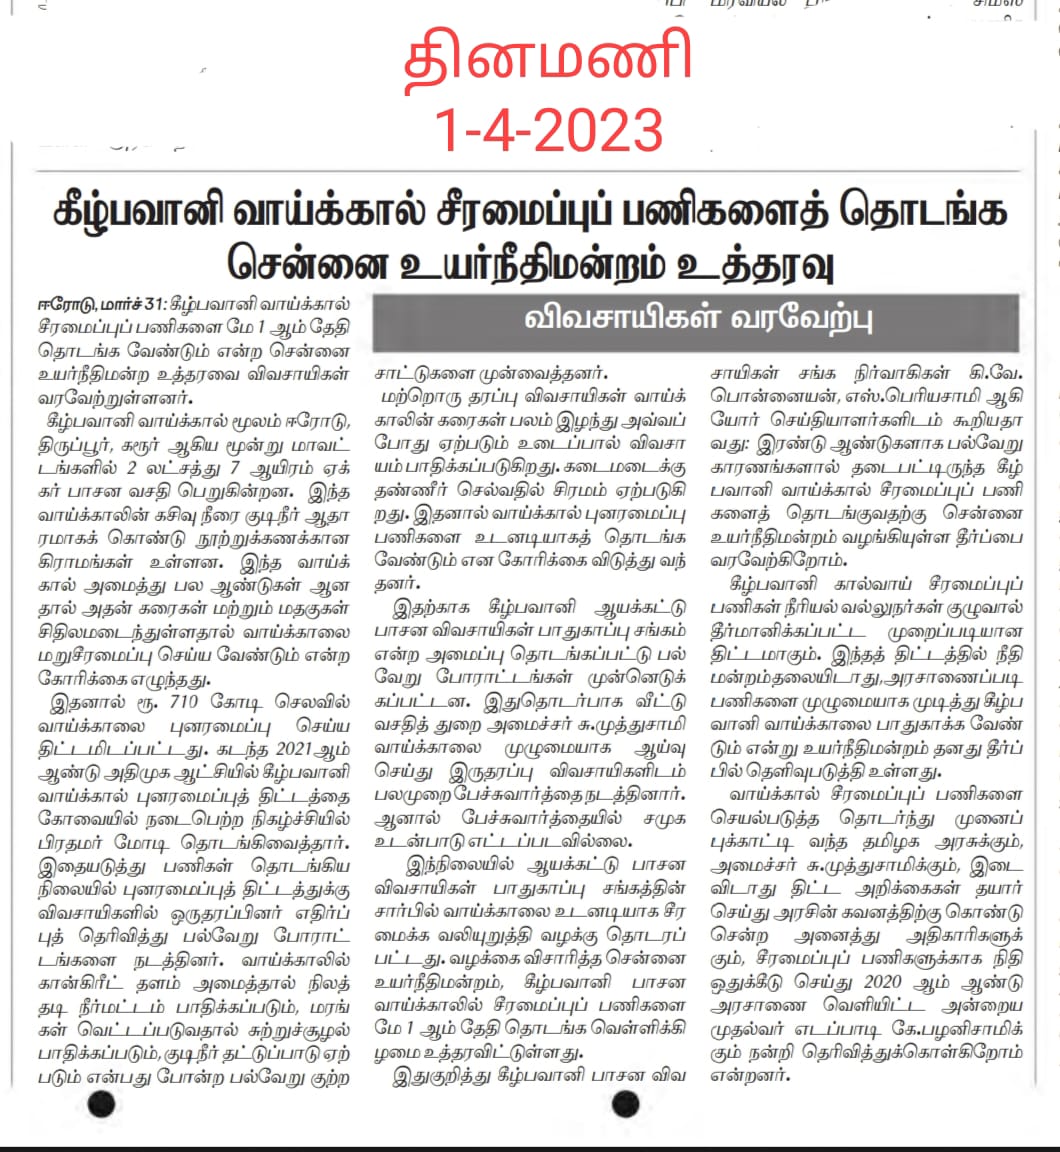 தினமணி
1-4-2023
கீழ்பவானி வாய்க்கால் சீரமைப்புப் பணிகளைத் தொடங்க
சென்னை உயர்நீதிமன்றம் உத்தரவு
விவசாயிகள் வரவேற்பு
ஈரோடு, மார்ச் 31: கீழ்பவானி வாய்க்கால்
சீரமைப்புப் பணிகளை மே 1 ஆம் தேதி
தொடங்க வேண்டும் என்ற சென்னை
உயர்நீதிமன்ற உத்தரவை விவசாயிகள்
வரவேற்றுள்ளனர்.
கீழ்பவானி வாய்க்கால் மூலம் ஈரோடு,
திருப்பூர், கரூர் ஆகிய மூன்று மாவட்
டங்களில் 2 லட்சத்து 7 ஆயிரம் ஏக்
கர் பாசன வசதி பெறுகின்றன. இந்த
வாய்க்காலின் கசிவு நீரை குடிநீர் ஆதா
ரமாகக் கொண்டு நூற்றுக்கணக்கான
கிராமங்கள் உள்ளன. இந்த வாய்க்
கால் அமைத்து பல ஆண்டுகள் ஆன
தால் அதன் கரைகள் மற்றும் மதகுகள்
சிதிலமடைந்துள்ளதால் வாய்க்காலை
மறுசீரமைப்பு செய்ய வேண்டும் என்ற
கோரிக்கை எழுந்தது.
இதனால் ரூ. 710 கோடி செலவில்
வாய்க்காலை புனரமைப்பு செய்ய
திட்டமிடப்பட்டது. கடந்த 2021ஆம்
ஆண்டு அதிமுக ஆட்சியில் கீழ்பவானி
வாய்க்கால் புனரமைப்புத் திட்டத்தை
கோவையில் நடைபெற்ற நிகழ்ச்சியில்
பிரதமர் மோடி தொடங்கிவைத்தார்.
இதையடுத்து பணிகள் தொடங்கிய
நிலையில் புனரமைப்புத் திட்டத்துக்கு
விவசாயிகளில் ஒருதரப்பினர் எதிர்ப்
புத் தெரிவித்து பல்வேறு போராட்
டங்களை நடத்தினர். வாய்க்காலில்
கான்கிரீட் தளம் அமைத்தால் நிலத்
தடி நீர்மட்டம் பாதிக்கப்படும், மரங்
கள் வெட்டப்படுவதால் சுற்றுச்சூழல்
பாதிக்கப்படும், குடிநீர் தட்டுப்பாடு ஏற்
படும் என்பது போன்ற பல்வேறு குற்ற
சாட்டுகளை முன்வைத்தனர்.
மற்றொரு தரப்பு விவசாயிகள் வாய்க்
காலின் கரைகள் பலம் இழந்து அவ்வப்
போது ஏற்படும் உடைப்பால் விவசா
யம் பாதிக்கப்படுகிறது. கடைமடைக்கு
தண்ணீர் செல்வதில் சிரமம் ஏற்படுகி
றது. இதனால் வாய்க்கால் புனரமைப்பு
பணிகளை உடனடியாகத் தொடங்க
வேண்டும் என கோரிக்கை விடுத்து வந்
தனர்.
இதற்காக கீழ்பவானி ஆயக்கட்டு
பாசன விவசாயிகள் பாதுகாப்பு சங்கம்
என்ற அமைப்பு தொடங்கப்பட்டு பல்
வேறு போராட்டங்கள் முன்னெடுக்
கப்பட்டன. இதுதொடர்பாக வீட்டு
வசதித் துறை அமைச்சர் சு.முத்துசாமி
வாய்க்காலை முழுமையாக ஆய்வு
செய்து இருதரப்பு விவசாயிகளிடம்
பலமுறை பேச்சுவார்த்தை நடத்தினார்.
ஆனால் பேச்சுவார்த்தையில் சமுக
உடன்பாடு எட்டப்படவில்லை.
இந்நிலையில் ஆயக்கட்டு பாசன
விவசாயிகள் பாதுகாப்பு சங்கத்தின்
சார்பில் வாய்க்காலை உடனடியாக சீர
மைக்க வலியுறுத்தி வழக்கு தொடரப்
பட்டது. வழக்கை விசாரித்த சென்னை
உயர்நீதிமன்றம், கீழ்பவானி பாசன
வாய்க்காலில் சீரமைப்புப் பணிகளை
மே 1 ஆம் தேதி தொடங்க வெள்ளிக்கி
ழமை உத்தரவிட்டுள்ளது.
இதுகுறித்து கீழ்பவானி பாசன விவ
சாயிகள் சங்க நிர்வாகிகள் கி.வே.
பொன்னையன், எஸ்.பெரியசாமி ஆகி
யோர் செய்தியாளர்களிடம் கூறியதா
வது: இரண்டு ஆண்டுகளாக பல்வேறு
காரணங்களால் தடைபட்டிருந்த கீழ்
பவானி வாய்க்கால் சீரமைப்புப் பணி
களைத் தொடங்குவதற்கு சென்னை
உயர்நீதிமன்றம் வழங்கியுள்ள தீர்ப்பை
வரவேற்கிறோம்.
கீழ்பவானி கால்வாய் சீரமைப்புப்
பணிகள் நீரியல் வல்லுநர்கள் குழுவால்
தீர்மானிக்கப்பட்ட முறைப்படியான
திட்டமாகும். இந்தத் திட்டத்தில் நீதி
மன்றம்தலையிடாது,அரசாணைப்படி
பணிகளை முழுமையாக முடித்து கீழ்ப
வானி வாய்க்காலை பாதுகாக்க வேண்
டும் என்று உயர்நீதிமன்றம் தனது தீர்ப்
பில் தெளிவுபடுத்தி உள்ளது.
வாய்க்கால் சீரமைப்புப் பணிகளை
செயல்படுத்த தொடர்ந்து முனைப்
புக்காட்டி வந்த தமிழக அரசுக்கும்,
அமைச்சர் சு.முத்துசாமிக்கும், இடை
விடாது திட்ட அறிக்கைகள் தயார்
செய்து அரசின் கவனத்திற்கு கொண்டு
சென்ற அனைத்து அதிகாரிகளுக்
கும், சீரமைப்புப் பணிகளுக்காக நிதி
ஒதுக்கீடு செய்து 2020 ஆம் ஆண்டு
அரசாணை வெளியிட்ட அன்றைய
முதல்வர் எடப்பாடி கே.பழனிசாமிக்
கும் நன்றி தெரிவித்துக்கொள்கிறோம்
என்றனர்.